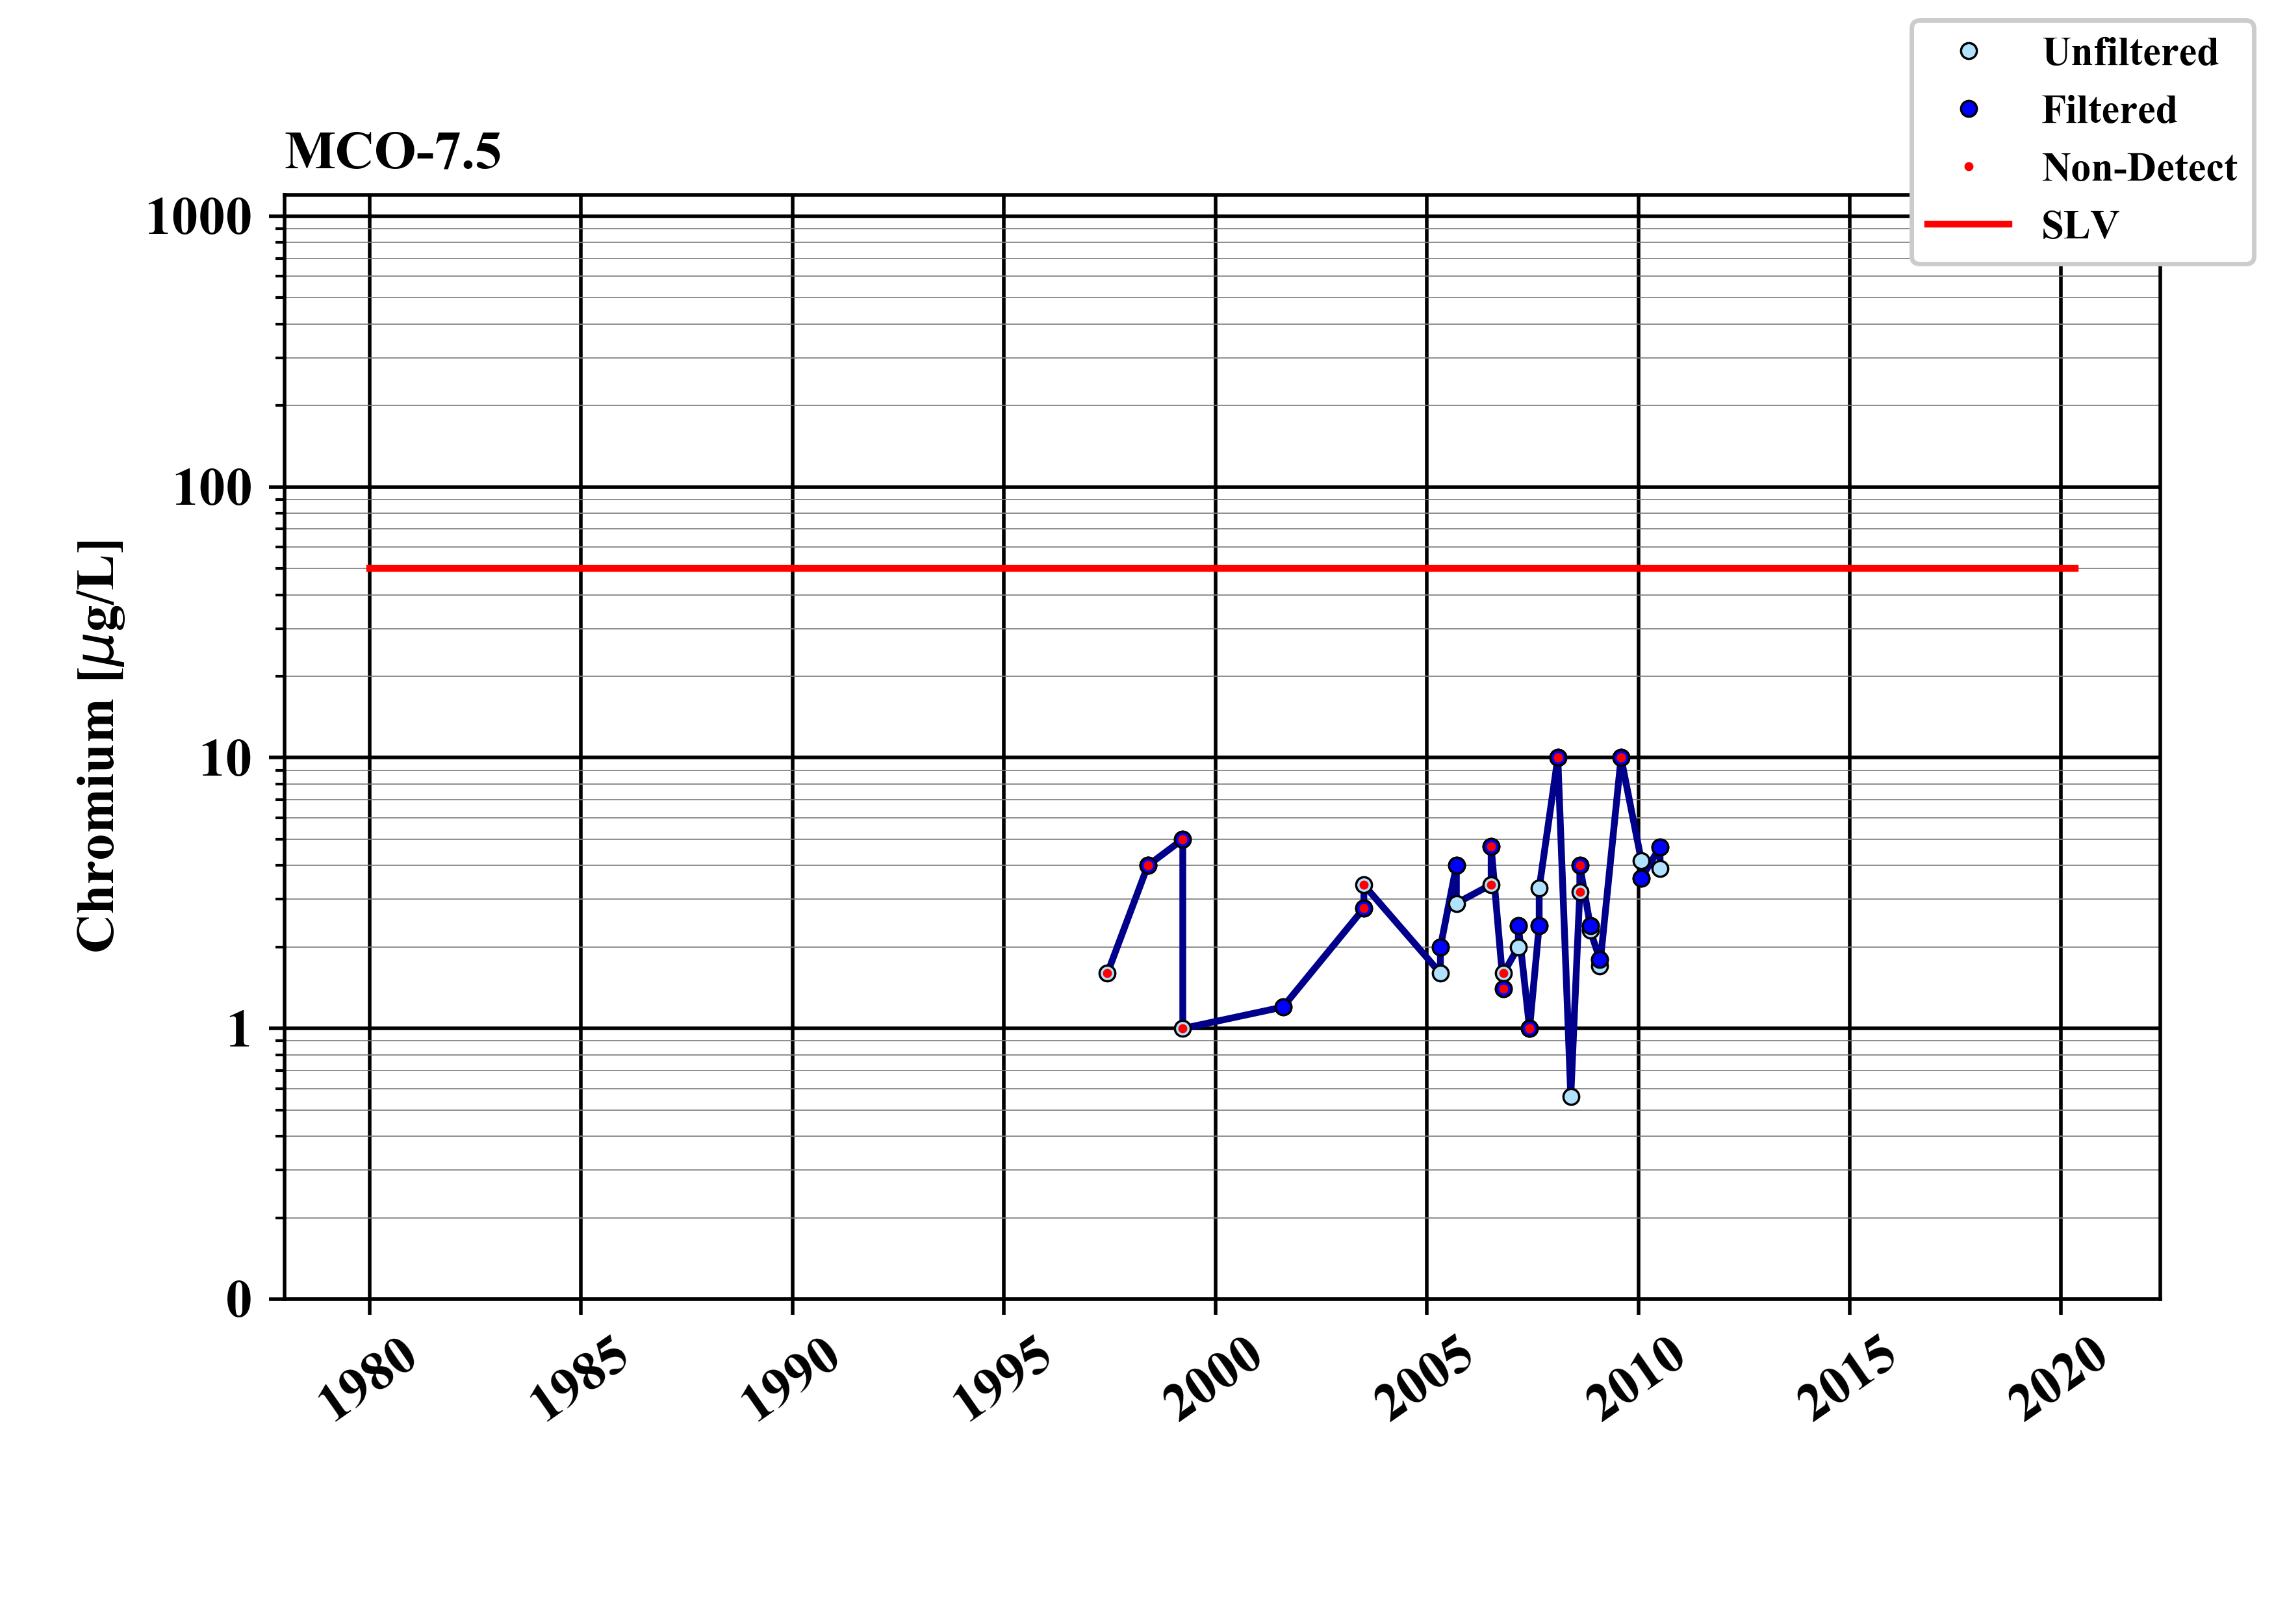 Unfiltered
Filtered
Non-Detect
SLV
MCO-7.5
1000
100
10
1
0
Chromium [μg/L]
1980
1985
1990
1995
2000
2005
2010
2015
2020